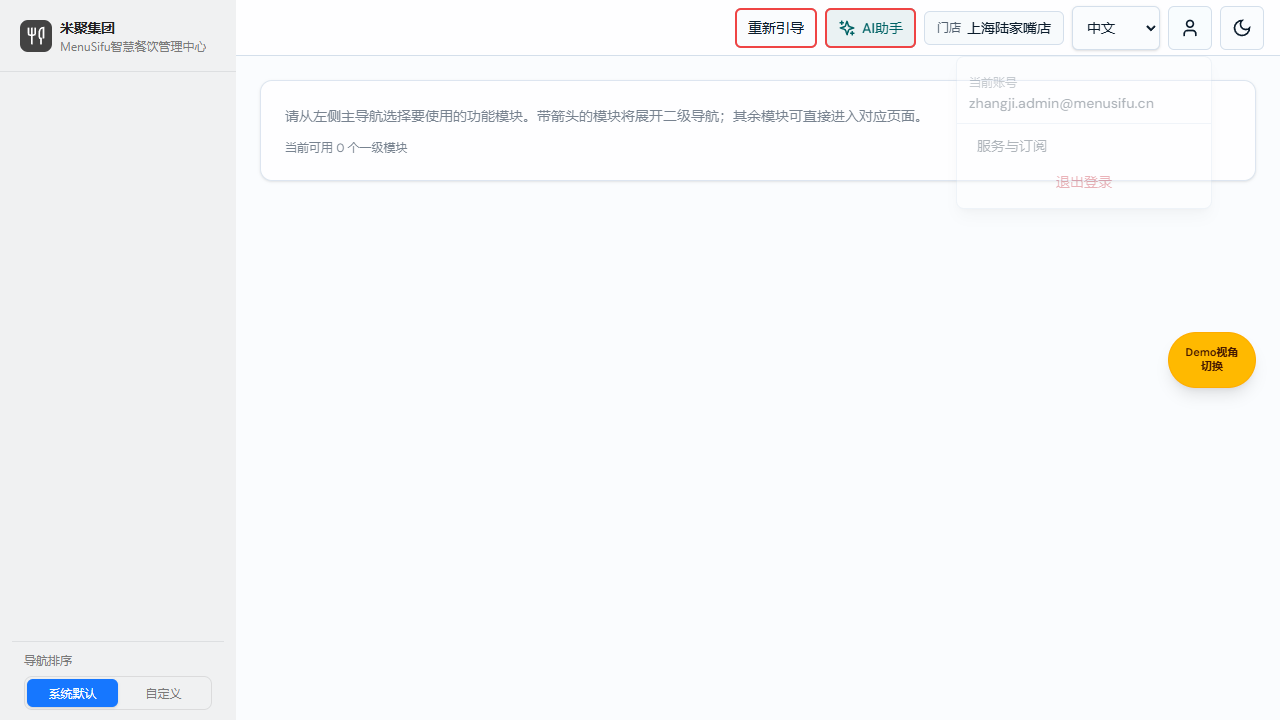 米聚集团
MenuSifu智慧餐饮管理中心
重新引导
AI助手
门店 上海陆家嘴店
中文
当前账号
zhangji.admin@menusifu.cn
服务与订阅
退出登录
请从左侧主导航选择要使用的功能模块。带箭头的模块将展开二级导航；其余模块可直接进入对应页面。
当前可用 0 个一级模块
Demo视角
切换
导航排序
系统默认
自定义